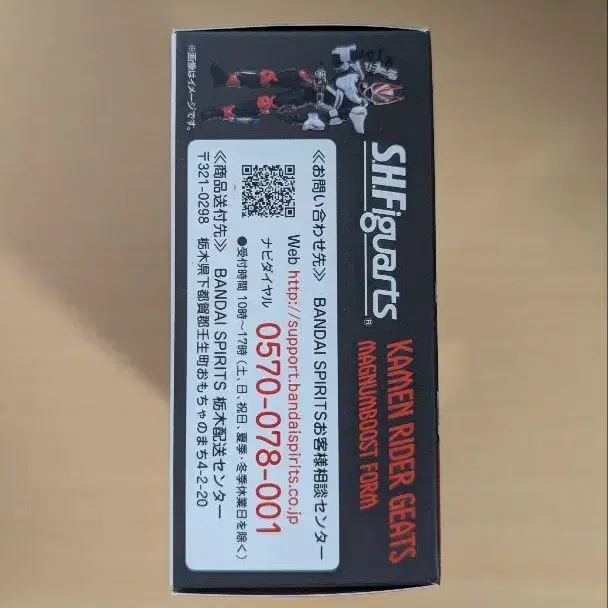 ※画像はイメージです。
S.H.Figuarts®
KAMEN RIDER GEATS
MAGNUMBOOST FORM
≪お問い合わせ先≫ BANDAI SPIRITSお客様相談センター
Web http://support.bandaispirits.co.jp
ナビダイヤル 0570-078-001
●受付時間 10時～17時（土、日、祝日、夏季・冬季休業日を除く）
≪商品送付先≫ BANDAI SPIRITS 栃木配送センター
〒321-0298 栃木県下都賀郡壬生町おもちゃのまち4-2-20